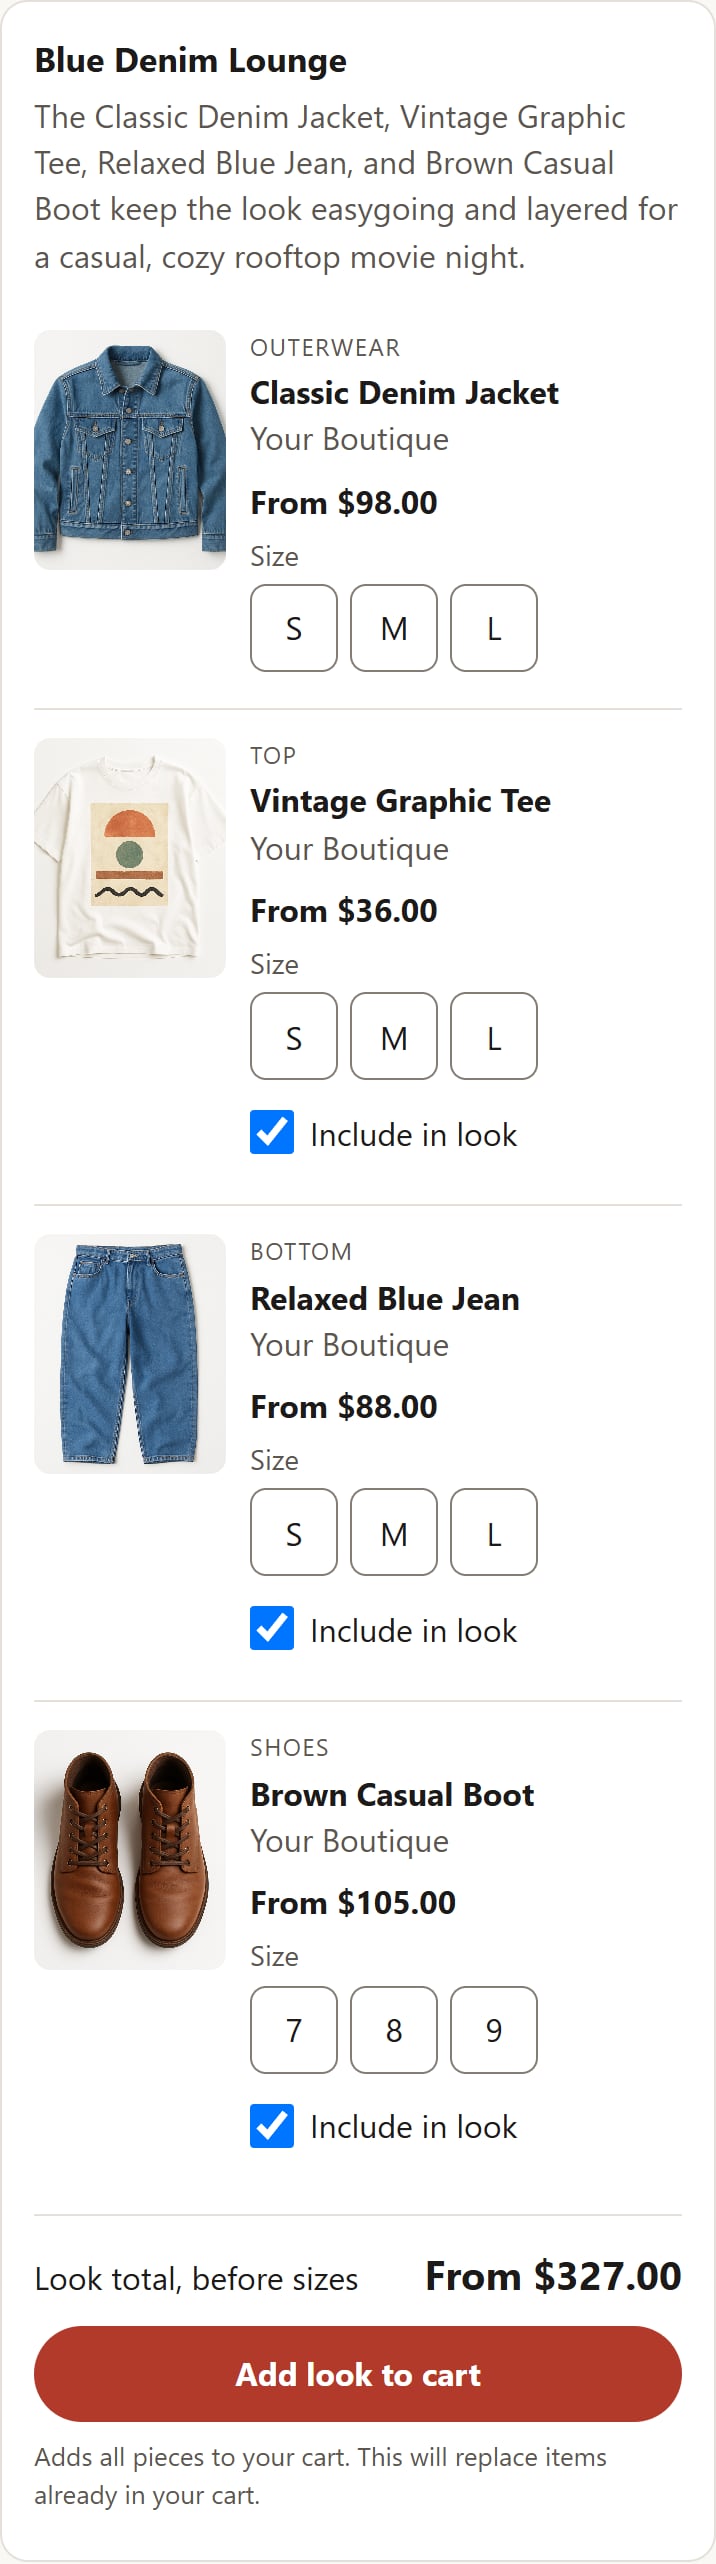 Blue Denim Lounge
The Classic Denim Jacket, Vintage Graphic
Tee, Relaxed Blue Jean, and Brown Casual
Boot keep the look easygoing and layered for
a casual, cozy rooftop movie night.
OUTERWEAR
Classic Denim Jacket
Your Boutique
From $98.00
Size
S M L
TOP
Vintage Graphic Tee
Your Boutique
From $36.00
Size
S M L
Include in look
BOTTOM
Relaxed Blue Jean
Your Boutique
From $88.00
Size
S M L
Include in look
SHOES
Brown Casual Boot
Your Boutique
From $105.00
Size
7 8 9
Include in look
Look total, before sizes From $327.00
Add look to cart
Adds all pieces to your cart. This will replace items
already in your cart.